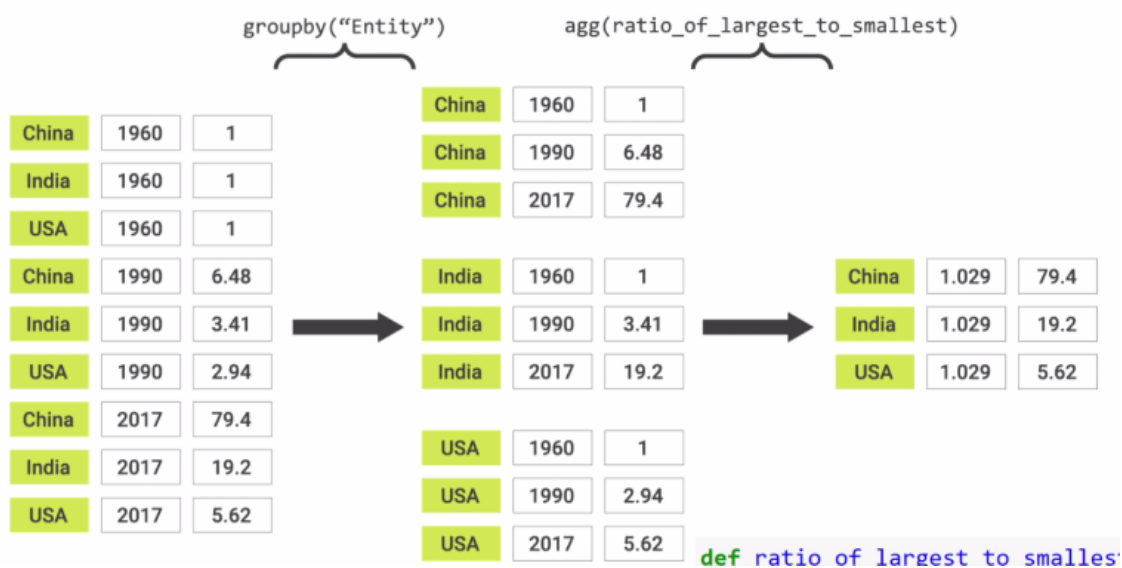 groupby(“Entity”)
agg(ratio_of_largest_to_smallest)
China 1960 1
India 1960 1
USA 1960 1
China 1990 6.48
India 1990 3.41
USA 1990 2.94
China 2017 79.4
India 2017 19.2
USA 2017 5.62
China 1960 1
China 1990 6.48
China 2017 79.4
India 1960 1
India 1990 3.41
India 2017 19.2
USA 1960 1
USA 1990 2.94
USA 2017 5.62
China 1.029 79.4
India 1.029 19.2
USA 1.029 5.62
def ratio of largest to smallest